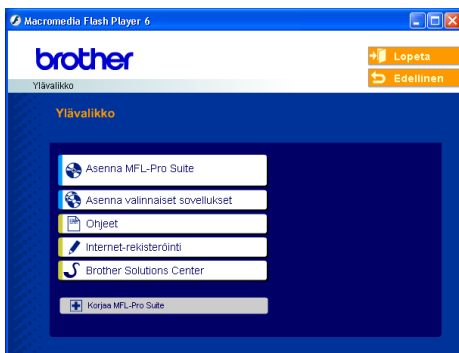 Macromedia Flash Player 6
brother
Lopeta
Edellinen
Ylävalikko
Ylävalikko
Asenna MFL-Pro Suite
Asenna valinnaiset sovellukset
Ohjeet
Internet-rekisteröinti
Brother Solutions Center
Korjaa MFL-Pro Suite